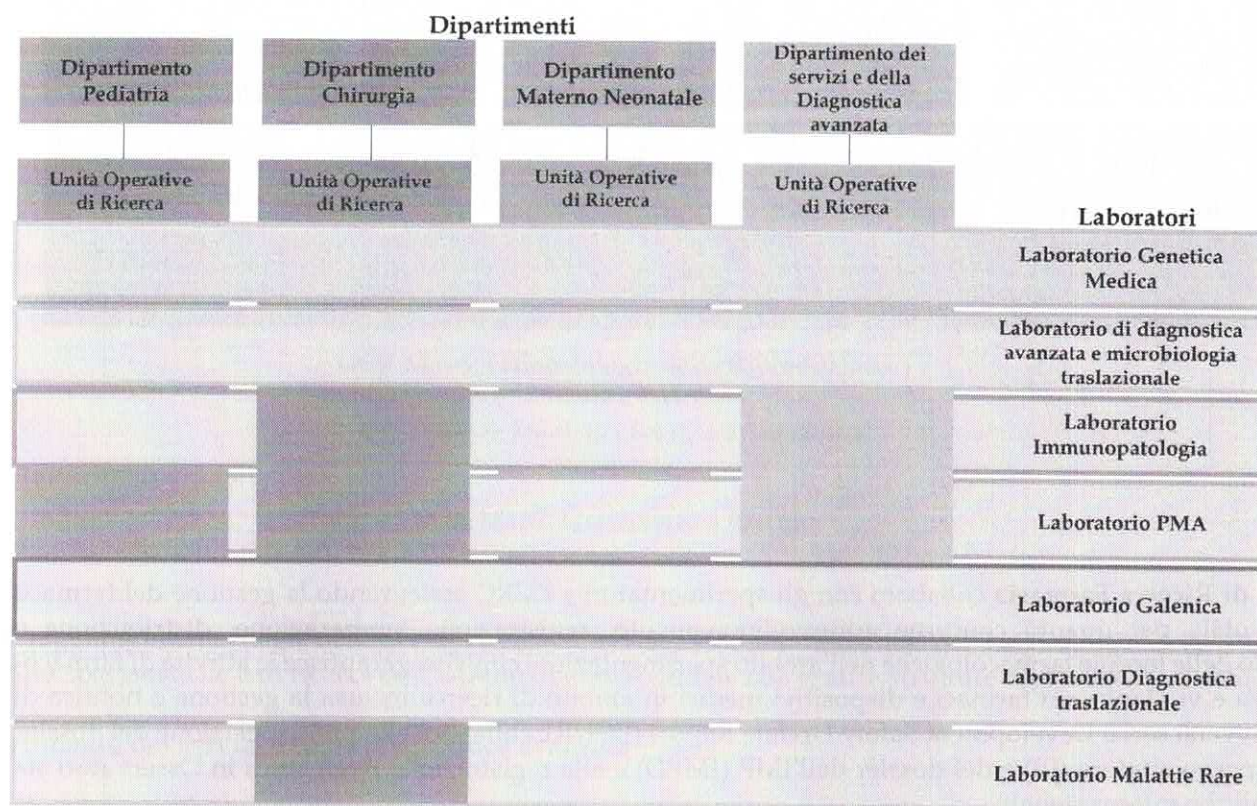 Dipartimenti
Dipartimento
Pediatria
Dipartimento
Chirurgia
Dipartimento
Materno Neonatale
Dipartimento dei
servizi e della
Diagnostica
avanzata
Unità Operative
di Ricerca
Unità Operative
di Ricerca
Unità Operative
di Ricerca
Unità Operative
di Ricerca
Laboratori
Laboratorio Genetica
Medica
Laboratorio di diagnostica
avanzata e microbiologia
traslazionale
Laboratorio
Immunopatologia
Laboratorio PMA
Laboratorio Galenica
Laboratorio Diagnostica
traslazionale
Laboratorio Malattie Rare